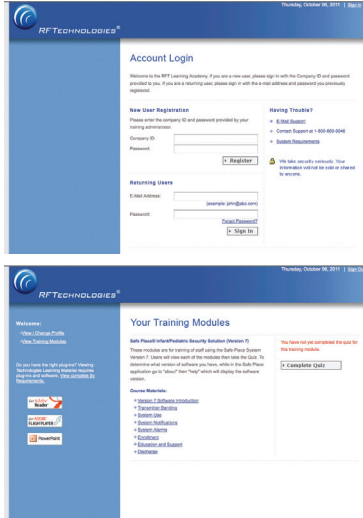 Thursday, October 06, 2011 | Sign In
RFTECHNOLOGIES®
Account Login
Welcome to the RFT Learning Academy. If you are a new user, please sign in with the Company ID and password
provided to you. If you are a returning user, please sign in with the e-mail address and password you previously
registered.
New User Registration
Please enter the company ID and password provided by your
training administrator.
Company ID:
Password:
Register
Returning Users
E-Mail Address:
(example: john@abc.com)
Password:
Forgot Password?
Sign In
Having Trouble?
E-Mail Support
Contact Support at 1-800-669-9946
System Requirements
We take security seriously. Your
information will not be sold or shared
to anyone.
Thursday, October 06, 2011 | Sign Out
RFTECHNOLOGIES®
Welcome:
View / Change Profile
View Training Modules
Do you have the right plug-ins? Viewing
Technologies Learning Material requires
plug-ins and software. View complete Sy
Requirements.
Adobe
Reader
Adobe
FLASH PLAYER
PowerPoint
Your Training Modules
Safe Place® Infant/Pediatric Security Solution (Version 7)
These modules are for training of staff using the Safe Place System
Version 7. Users will view each of the modules then take the Quiz. To
determine what version of software you have, while in the Safe Place
application go to "about" then "help" which will display the software
version.
Course Materials:
Version 7 Software Introduction
Transmitter Banding
System Use
System Notifications
System Alarms
Enrollment
Education and Support
Discharge
You have not yet completed the quiz for
this training module.
Complete Quiz